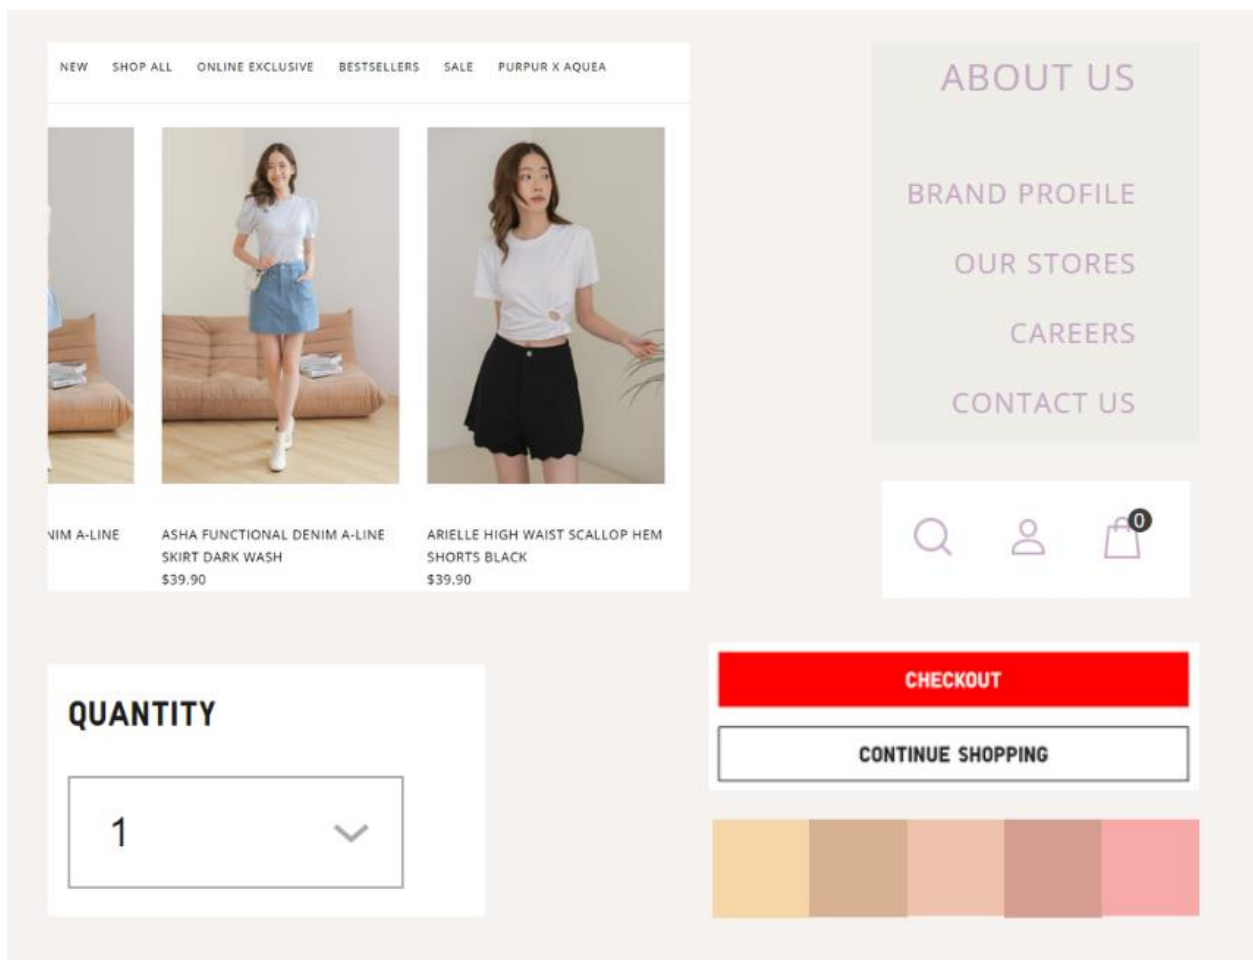 NEW SHOP ALL ONLINE EXCLUSIVE BESTSELLERS SALE PURPUR X AQUEA
NIM A-LINE
ASHA FUNCTIONAL DENIM A-LINE
SKIRT DARK WASH
$39.90
ARIELLE HIGH WAIST SCALLOP HEM
SHORTS BLACK
$39.90
ABOUT US
BRAND PROFILE
OUR STORES
CAREERS
CONTACT US
0
QUANTITY
1
CHECKOUT
CONTINUE SHOPPING